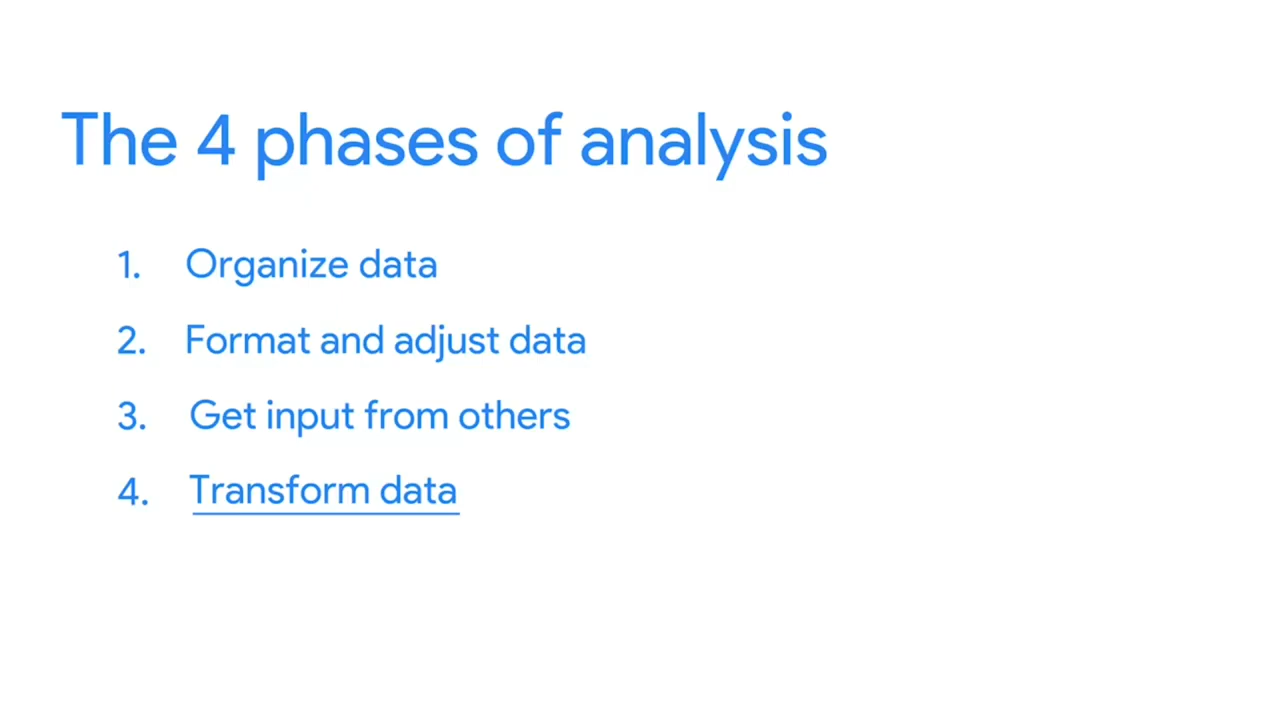 The 4 phases of analysis
1. Organize data
2. Format and adjust data
3. Get input from others
4. Transform data